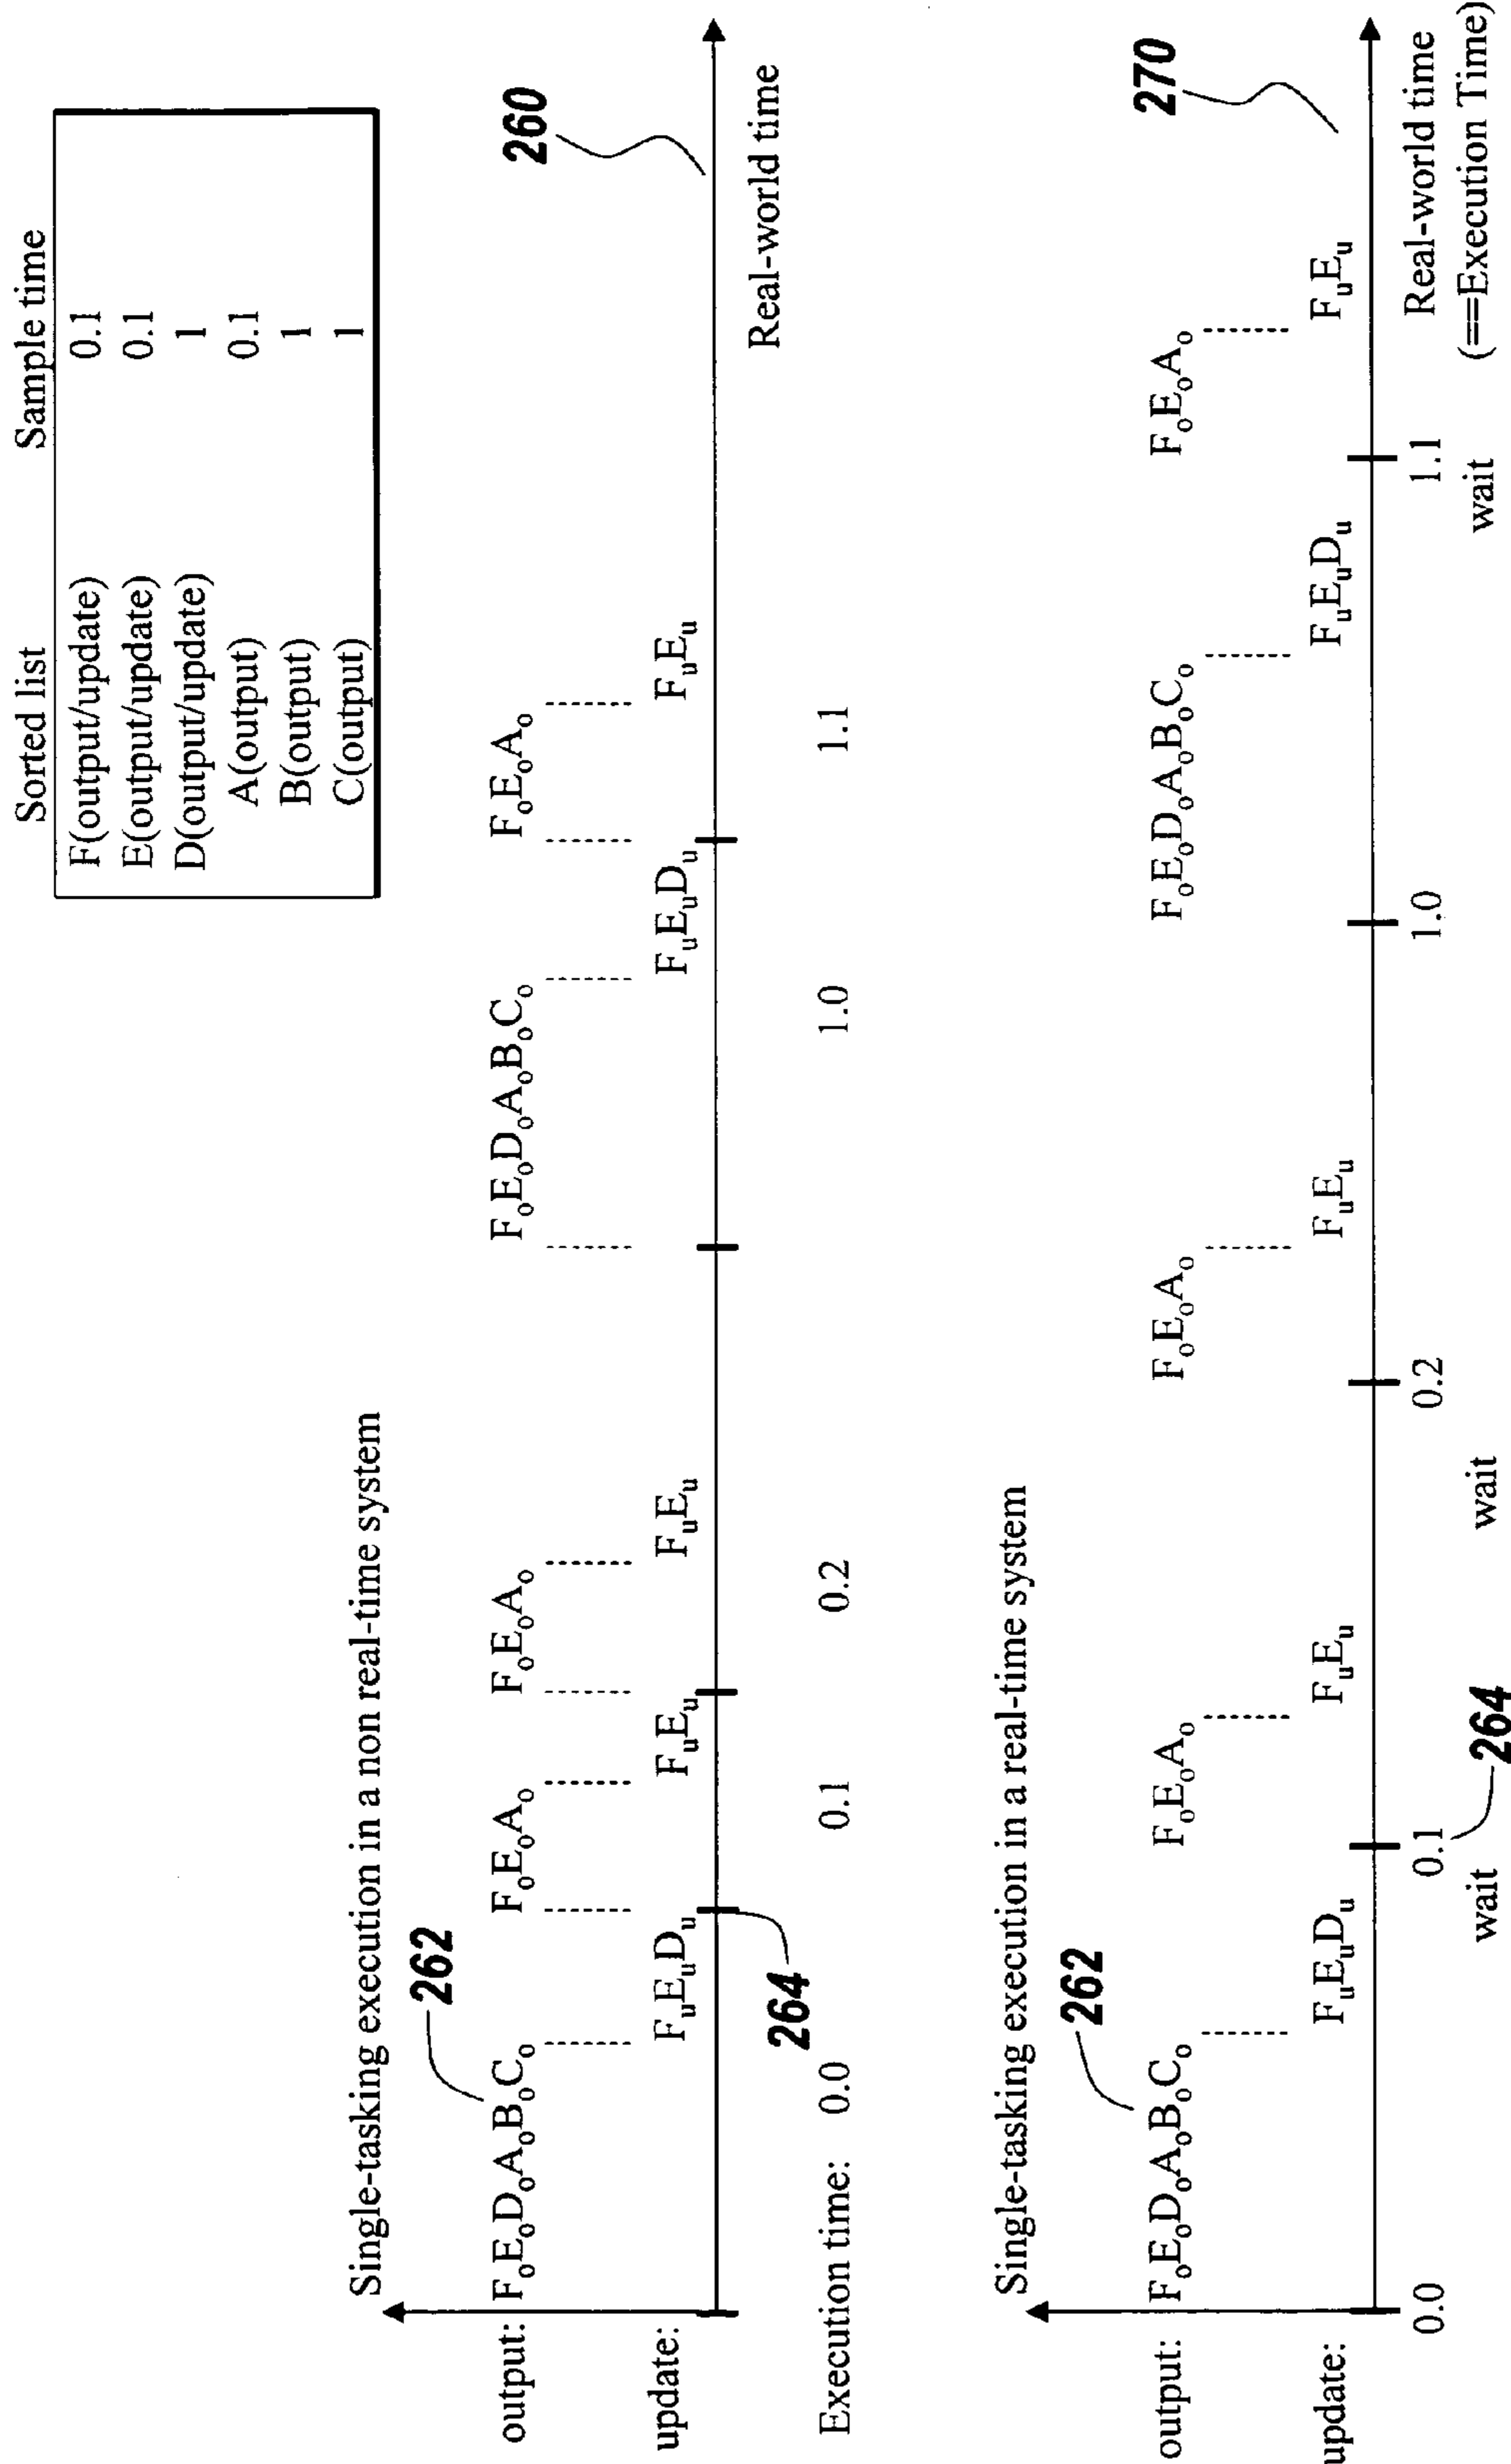 Sorted list Sample time
F(output/update) 0.1
E(output/update) 0.1
D(output/update) 1
A(output) 0.1
B(output) 1
C(output) 1
Single-tasking execution in a non real-time system
262
260
output: FₒEₒDₒAₒBₒCₒ FₒEₒAₒ FₒEₒAₒ FₒEₒDₒAₒBₒCₒ FₒEₒAₒ
update: FᵤEᵤDᵤ FᵤEᵤ FᵤEᵤ FᵤEᵤDᵤ FᵤEᵤ
Real-world time
264
Execution time: 0.0 0.1 0.2 1.0 1.1
Single-tasking execution in a real-time system
262
270
output: FₒEₒDₒAₒBₒCₒ FₒEₒAₒ FₒEₒAₒ FₒEₒDₒAₒBₒCₒ FₒEₒAₒ
update: FᵤEᵤDᵤ FᵤEᵤ FᵤEᵤ FᵤEᵤDᵤ FᵤEᵤ
0.0 0.1 0.2 1.0 1.1 Real-world time
wait 264 wait wait (==Execution Time)